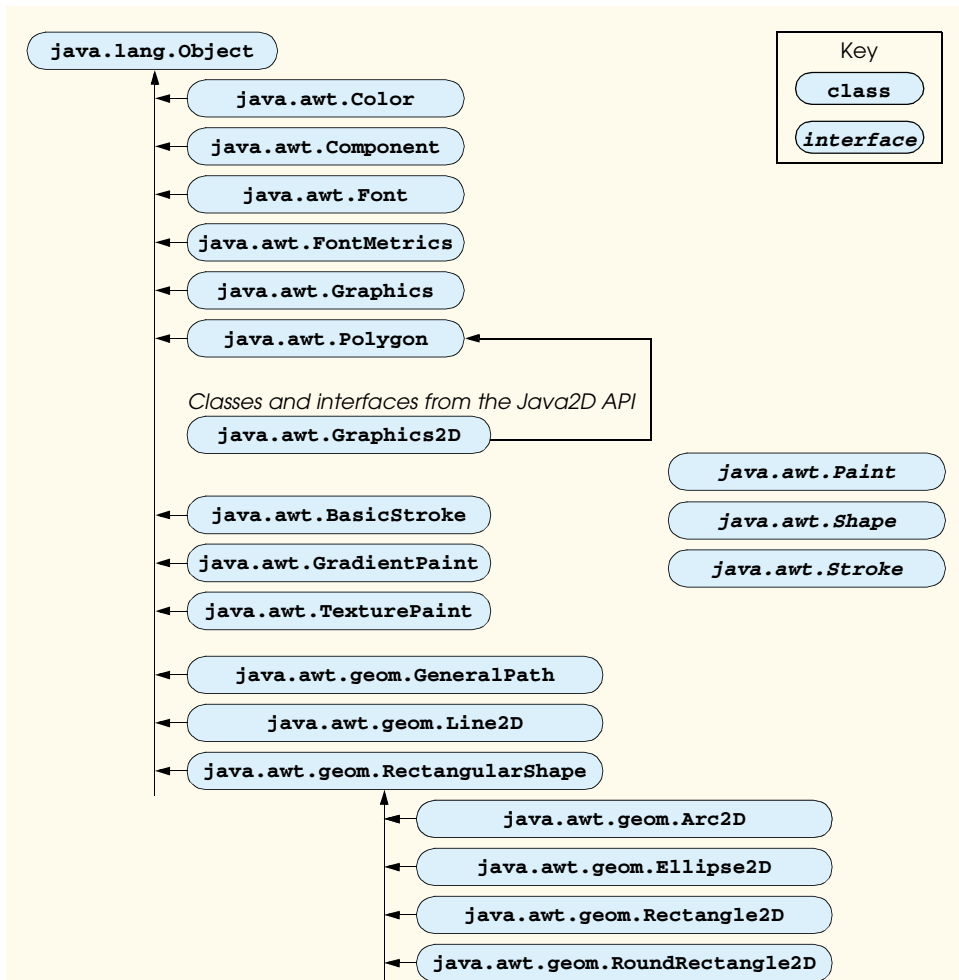 java.lang.Object
Key
class
interface
java.awt.Color
java.awt.Component
java.awt.Font
java.awt.FontMetrics
java.awt.Graphics
java.awt.Polygon
Classes and interfaces from the Java2D API
java.awt.Graphics2D
java.awt.Paint
java.awt.Shape
java.awt.Stroke
java.awt.BasicStroke
java.awt.GradientPaint
java.awt.TexturePaint
java.awt.geom.GeneralPath
java.awt.geom.Line2D
java.awt.geom.RectangularShape
java.awt.geom.Arc2D
java.awt.geom.Ellipse2D
java.awt.geom.Rectangle2D
java.awt.geom.RoundRectangle2D